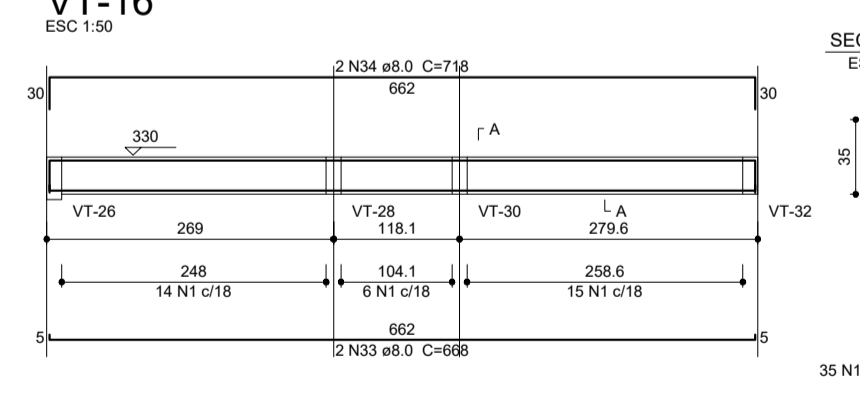 VT-16
ESC 1:50
2 N34 ø8.0 C=718
30
662
30
330
A
35
VT-26
VT-28
VT-30
A
VT-32
269
118.1
279.6
248
104.1
258.6
14 N1 c/18
6 N1 c/18
15 N1 c/18
5
662
5
2 N33 ø8.0 C=668
35 N1